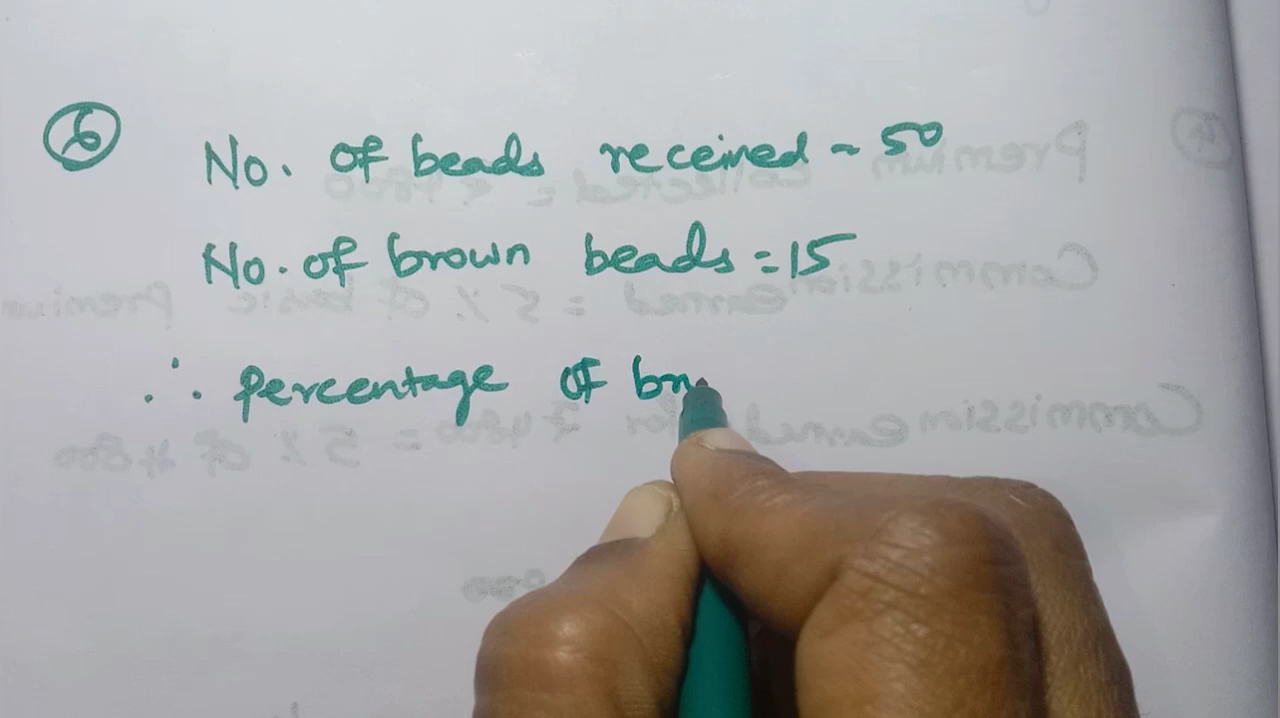 6 No. of beads received = 50
No. of brown beads = 15
∴ percentage of br